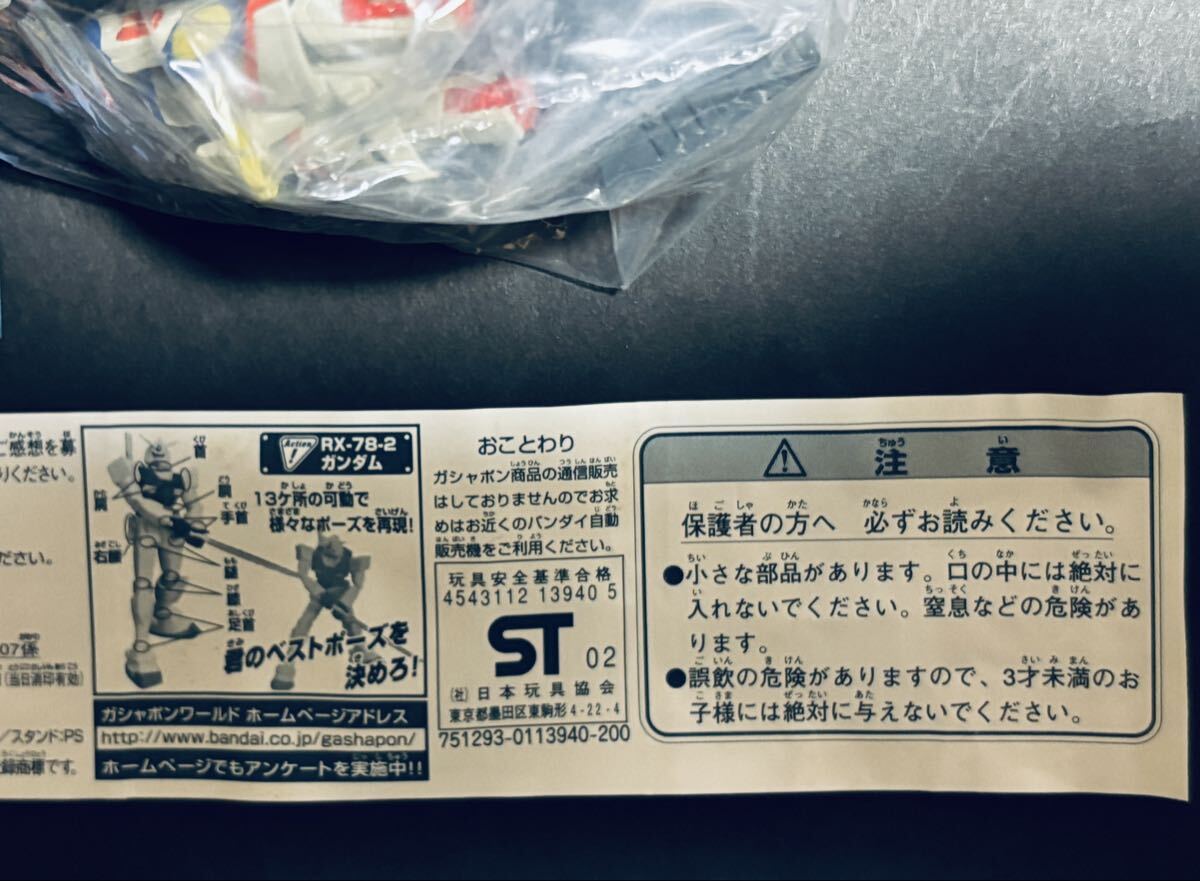 ご感想を募
りください。
ださい。
07係
(当日消印有効)
/スタンド:PS
録商標です。
Action!
RX-78-2
ガンダム
首
胴
腕
手首
右腰
腿
膝
足首
13ケ所の可動で
様々なポーズを再現!
君のベストポーズを
決めろ!
ガシャポンワールド ホームページアドレス
http://www.bandai.co.jp/gashapon/
ホームページでもアンケートを実施中!!
おことわり
ガシャポン商品の通信販売
はしておりませんのでお求
めはお近くのバンダイ自動
販売機をご利用ください。
玩具安全基準合格
4543112 13940 5
ST 02
(社)日本玩具協会
東京都墨田区東駒形4-22-4
751293-0113940-200
注意
保護者の方へ 必ずお読みください。
●小さな部品があります。口の中には絶対に
入れないでください。窒息などの危険があ
ります。
●誤飲の危険がありますので、3才未満のお
子様には絶対に与えないでください。